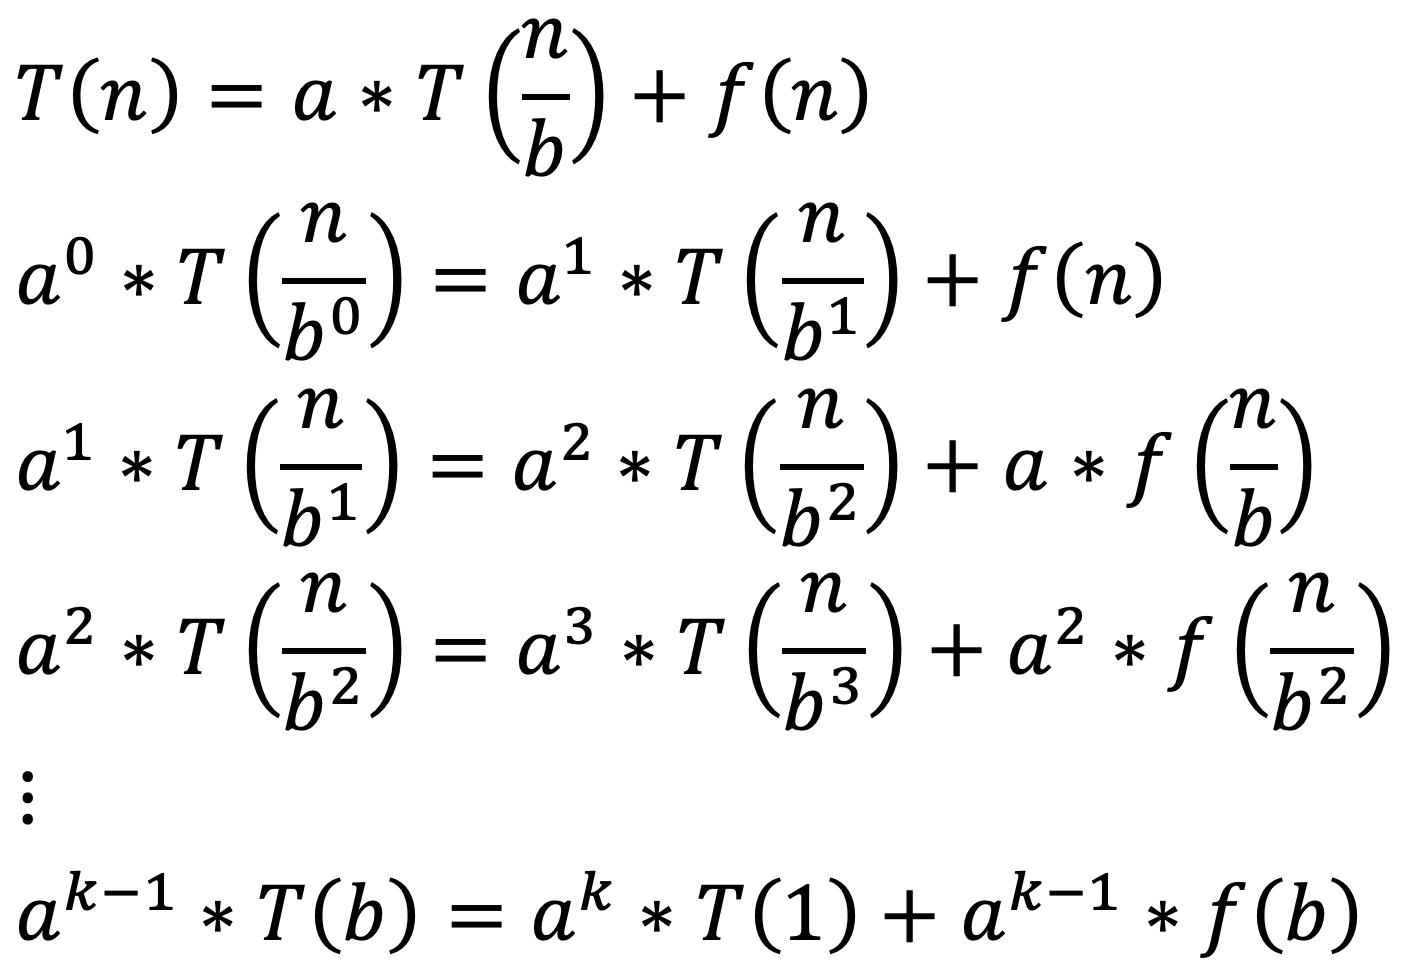 T(n) = a * T(n/b) + f(n)
a^0 * T(n/b^0) = a^1 * T(n/b^1) + f(n)
a^1 * T(n/b^1) = a^2 * T(n/b^2) + a * f(n/b)
a^2 * T(n/b^2) = a^3 * T(n/b^3) + a^2 * f(n/b^2)
⋮
a^{k−1} * T(b) = a^k * T(1) + a^{k−1} * f(b)